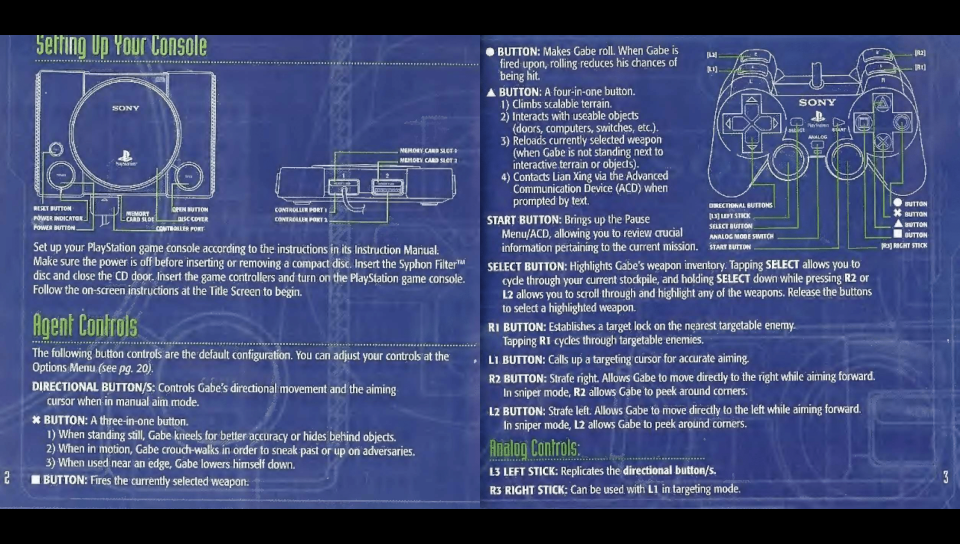 Setting Up Your Console
SONY
PlayStation
MEMORY CARD SLOT 1
MEMORY CARD SLOT 2
1
2
RESET BUTTON
POWER INDICATOR
POWER BUTTON
MEMORY
CARD SLOT
OPEN BUTTON
DISC COVER
CONTROLLER PORT
CONTROLLER PORT 1
CONTROLLER PORT 2
Set up your PlayStation game console according to the instructions in its Instruction Manual.
Make sure the power is off before inserting or removing a compact disc. Insert the Syphon Filter™
disc and close the CD door. Insert the game controllers and turn on the PlayStation game console.
Follow the on-screen instructions at the Title Screen to begin.
Agent Controls
The following button controls are the default configuration. You can adjust your controls at the
Options Menu (see pg. 20).
DIRECTIONAL BUTTON/S: Controls Gabe's directional movement and the aiming
cursor when in manual aim mode.
✖ BUTTON: A three-in-one button.
1) When standing still, Gabe kneels for better accuracy or hides behind objects.
2) When in motion, Gabe crouch-walks in order to sneak past or up on adversaries.
3) When used near an edge, Gabe lowers himself down.
■ BUTTON: Fires the currently selected weapon.
2
● BUTTON: Makes Gabe roll. When Gabe is
fired upon, rolling reduces his chances of
being hit.
▲ BUTTON: A four-in-one button.
1) Climbs scalable terrain.
2) Interacts with useable objects
(doors, computers, switches, etc.).
3) Reloads currently selected weapon
(when Gabe is not standing next to
interactive terrain or objects).
4) Contacts Lian Xing via the Advanced
Communication Device (ACD) when
prompted by text.
START BUTTON: Brings up the Pause
Menu/ACD, allowing you to review crucial
information pertaining to the current mission.
[L2]
[L1]
[R2]
[R1]
L
R
SONY
PlayStation
SELECT
START
ANALOG
DIRECTIONAL BUTTONS
[L3] LEFT STICK
SELECT BUTTON
ANALOG MODE SWITCH
START BUTTON
● BUTTON
✖ BUTTON
▲ BUTTON
■ BUTTON
[R3] RIGHT STICK
SELECT BUTTON: Highlights Gabe's weapon inventory. Tapping SELECT allows you to
cycle through your current stockpile, and holding SELECT down while pressing R2 or
L2 allows you to scroll through and highlight any of the weapons. Release the buttons
to select a highlighted weapon.
R1 BUTTON: Establishes a target lock on the nearest targetable enemy.
Tapping R1 cycles through targetable enemies.
L1 BUTTON: Calls up a targeting cursor for accurate aiming.
R2 BUTTON: Strafe right. Allows Gabe to move directly to the right while aiming forward.
In sniper mode, R2 allows Gabe to peek around corners.
L2 BUTTON: Strafe left. Allows Gabe to move directly to the left while aiming forward.
In sniper mode, L2 allows Gabe to peek around corners.
Analog Controls:
L3 LEFT STICK: Replicates the directional button/s.
R3 RIGHT STICK: Can be used with L1 in targeting mode.
3